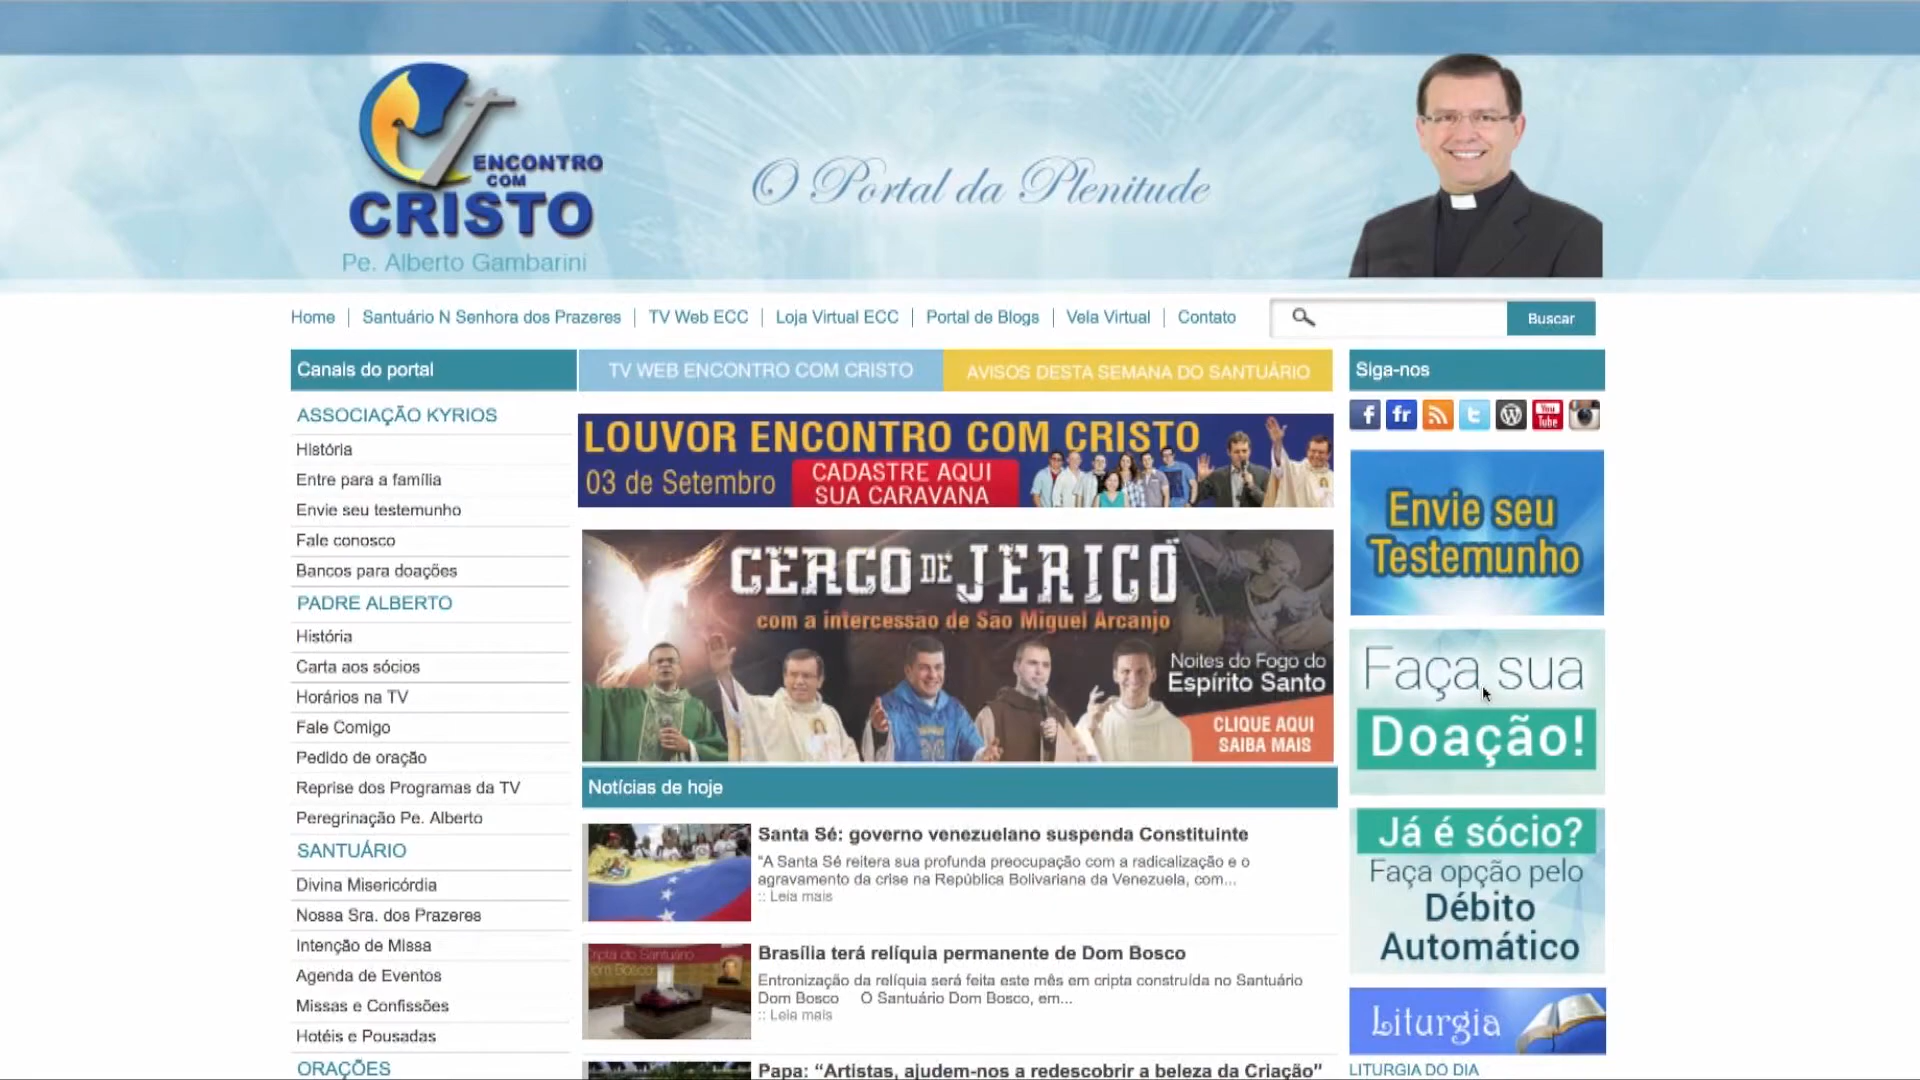 ENCONTRO
COM
CRISTO
Pe. Alberto Gambarini
O Portal da Plenitude
Home
Santuário N Senhora dos Prazeres
TV Web ECC
Loja Virtual ECC
Portal de Blogs
Vela Virtual
Contato
Buscar
Canais do portal
ASSOCIAÇÃO KYRIOS
História
Entre para a família
Envie seu testemunho
Fale conosco
Bancos para doações
PADRE ALBERTO
História
Carta aos sócios
Horários na TV
Fale Comigo
Pedido de oração
Reprise dos Programas da TV
Peregrinação Pe. Alberto
SANTUÁRIO
Divina Misericórdia
Nossa Sra. dos Prazeres
Intenção de Missa
Agenda de Eventos
Missas e Confissões
Hotéis e Pousadas
ORAÇÕES
TV WEB ENCONTRO COM CRISTO
AVISOS DESTA SEMANA DO SANTUÁRIO
LOUVOR ENCONTRO COM CRISTO
03 de Setembro
CADASTRE AQUI
SUA CARAVANA
CERCO DE JERICÓ
com a intercessão de São Miguel Arcanjo
Noites do Fogo do
Espírito Santo
CLIQUE AQUI
SAIBA MAIS
Notícias de hoje
Santa Sé: governo venezuelano suspenda Constituinte
“A Santa Sé reitera sua profunda preocupação com a radicalização e o
agravamento da crise na República Bolivariana da Venezuela, com...
:: Leia mais
Brasília terá relíquia permanente de Dom Bosco
Entronização da relíquia será feita este mês em cripta construída no Santuário
Dom Bosco O Santuário Dom Bosco, em...
:: Leia mais
Papa: “Artistas, ajudem-nos a redescobrir a beleza da Criação”
Siga-nos
f
fr
t
W
You
Tube
Envie seu
Testemunho
Faça sua
Doação!
Já é sócio?
Faça opção pelo
Débito
Automático
Liturgia
LITURGIA DO DIA